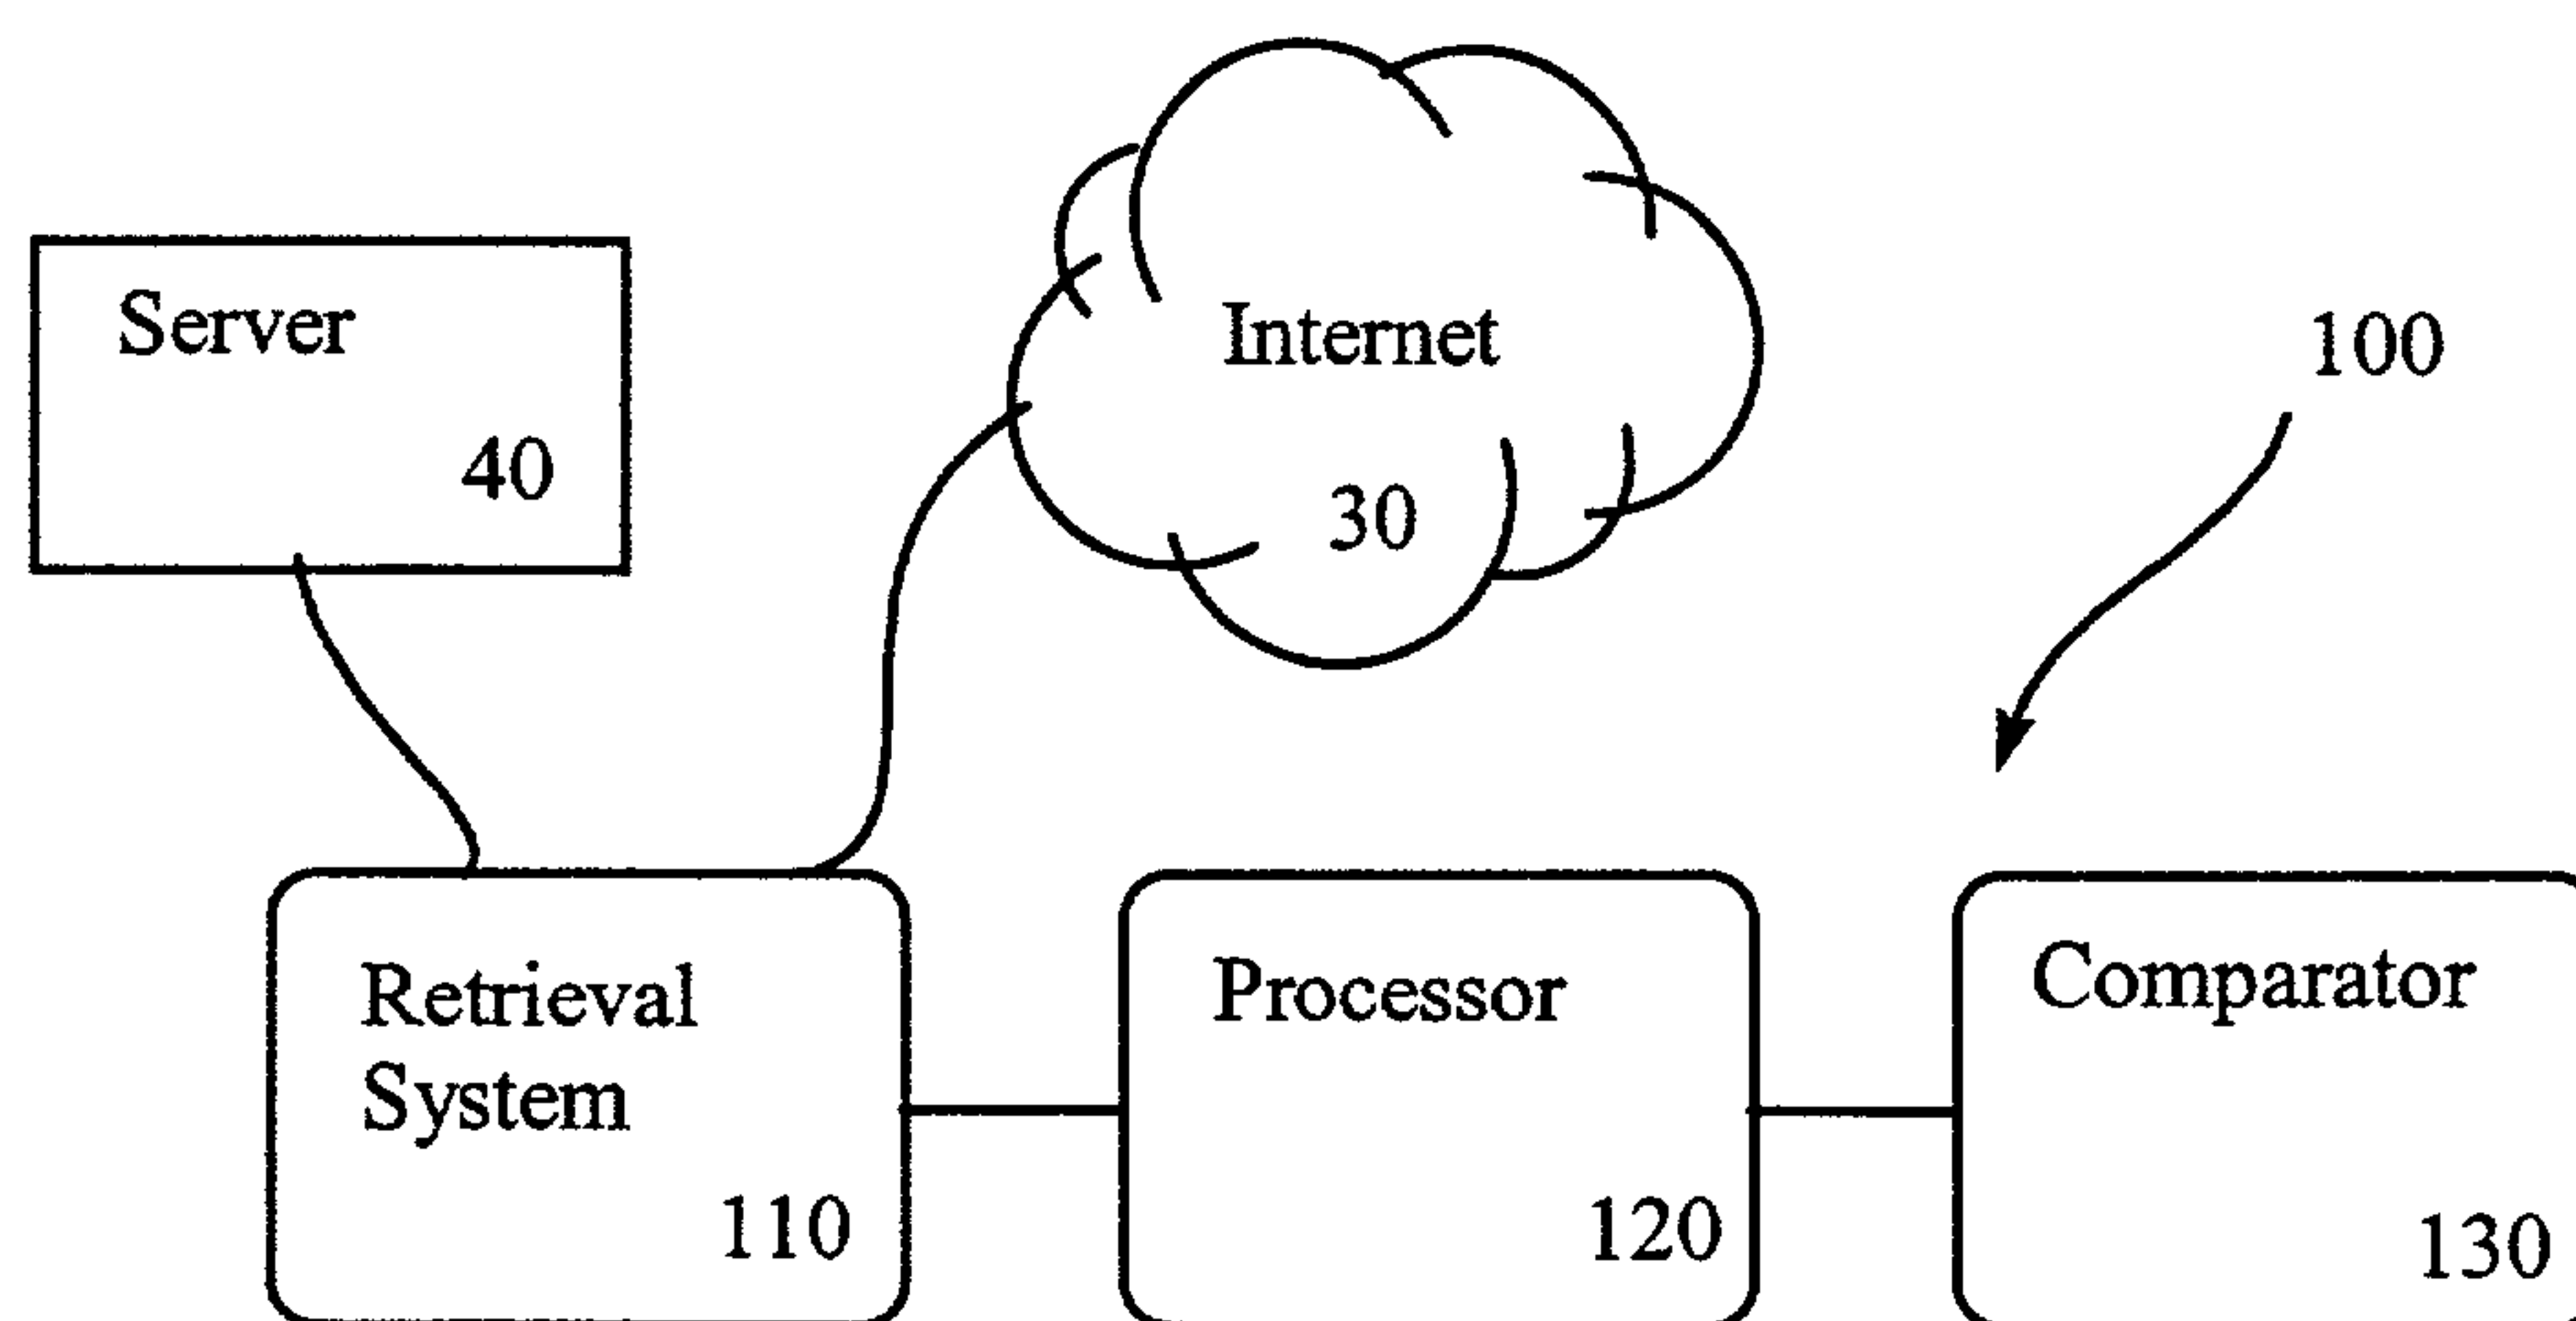 Server
40
Internet
30
100
Retrieval
System
110
Processor
120
Comparator
130